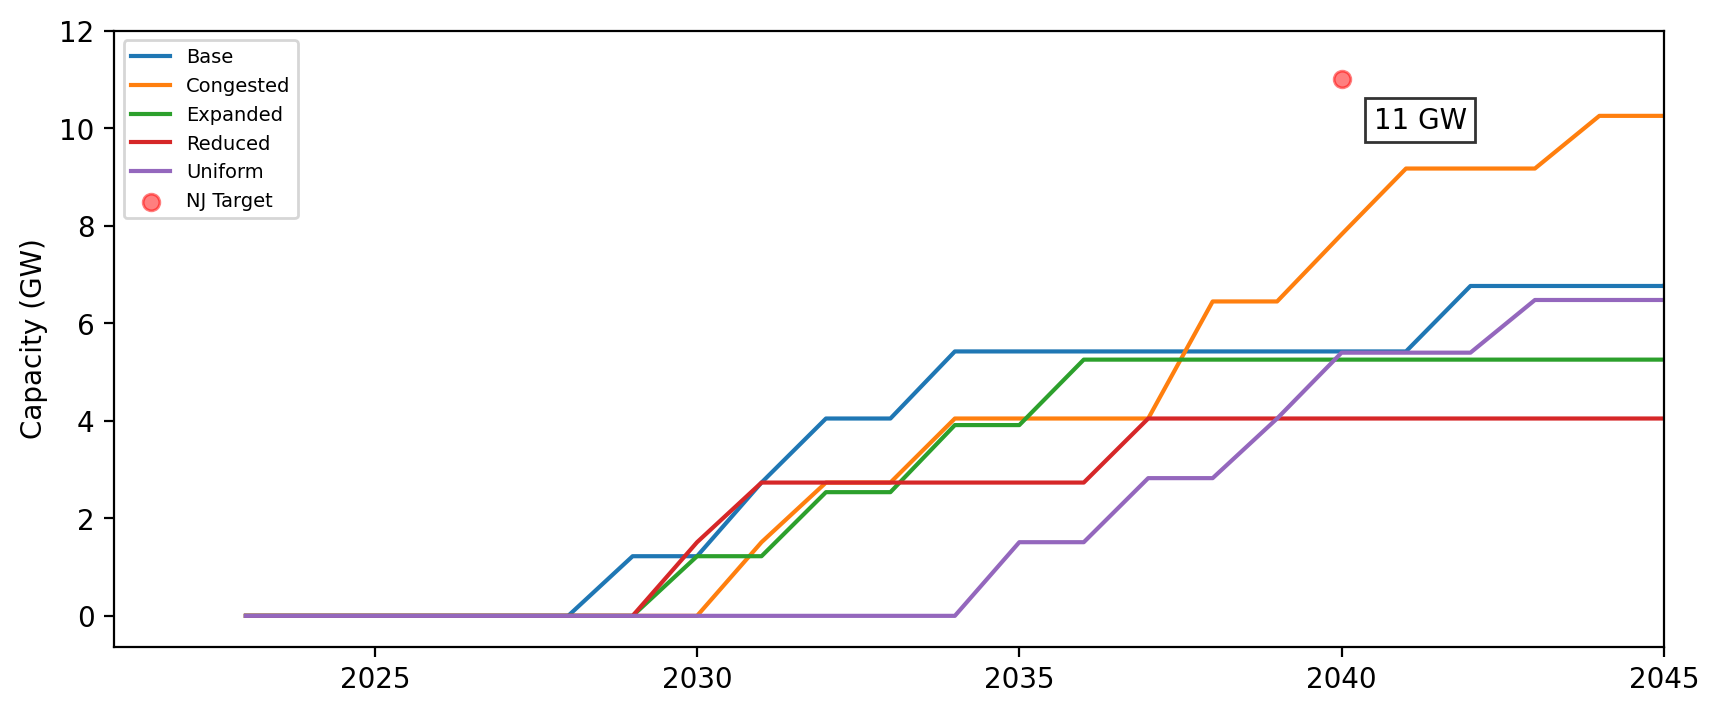 12
10
8
6
4
2
0
Capacity (GW)
Base
Congested
Expanded
Reduced
Uniform
NJ Target
11 GW
2025
2030
2035
2040
2045